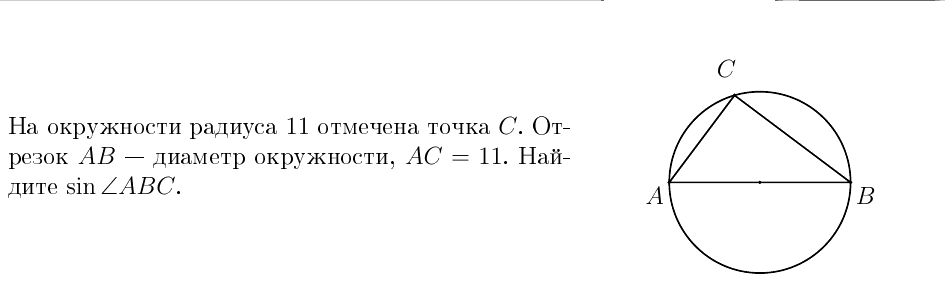 C
На окружности радиуса 11 отмечена точка C. От-
резок AB — диаметр окружности, AC = 11. Най-
дите sin ∠ABC.
A
B